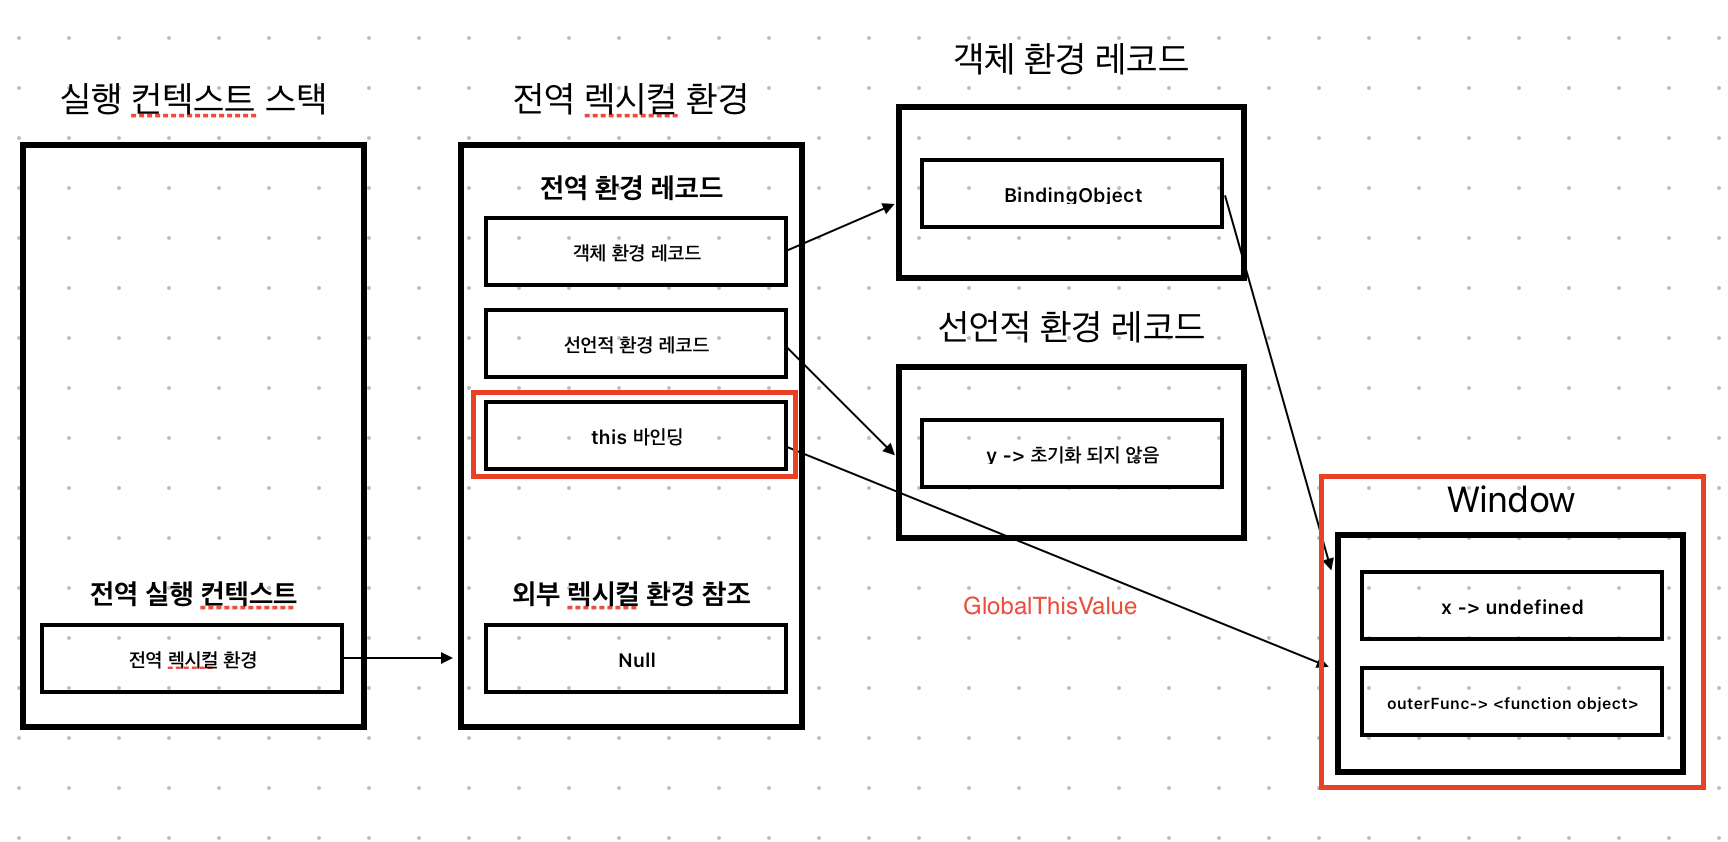 실행 컨텍스트 스택
전역 실행 컨텍스트
전역 렉시컬 환경
전역 렉시컬 환경
전역 환경 레코드
객체 환경 레코드
선언적 환경 레코드
this 바인딩
외부 렉시컬 환경 참조
Null
객체 환경 레코드
BindingObject
선언적 환경 레코드
y -> 초기화 되지 않음
GlobalThisValue
Window
x -> undefined
outerFunc-> <function object>